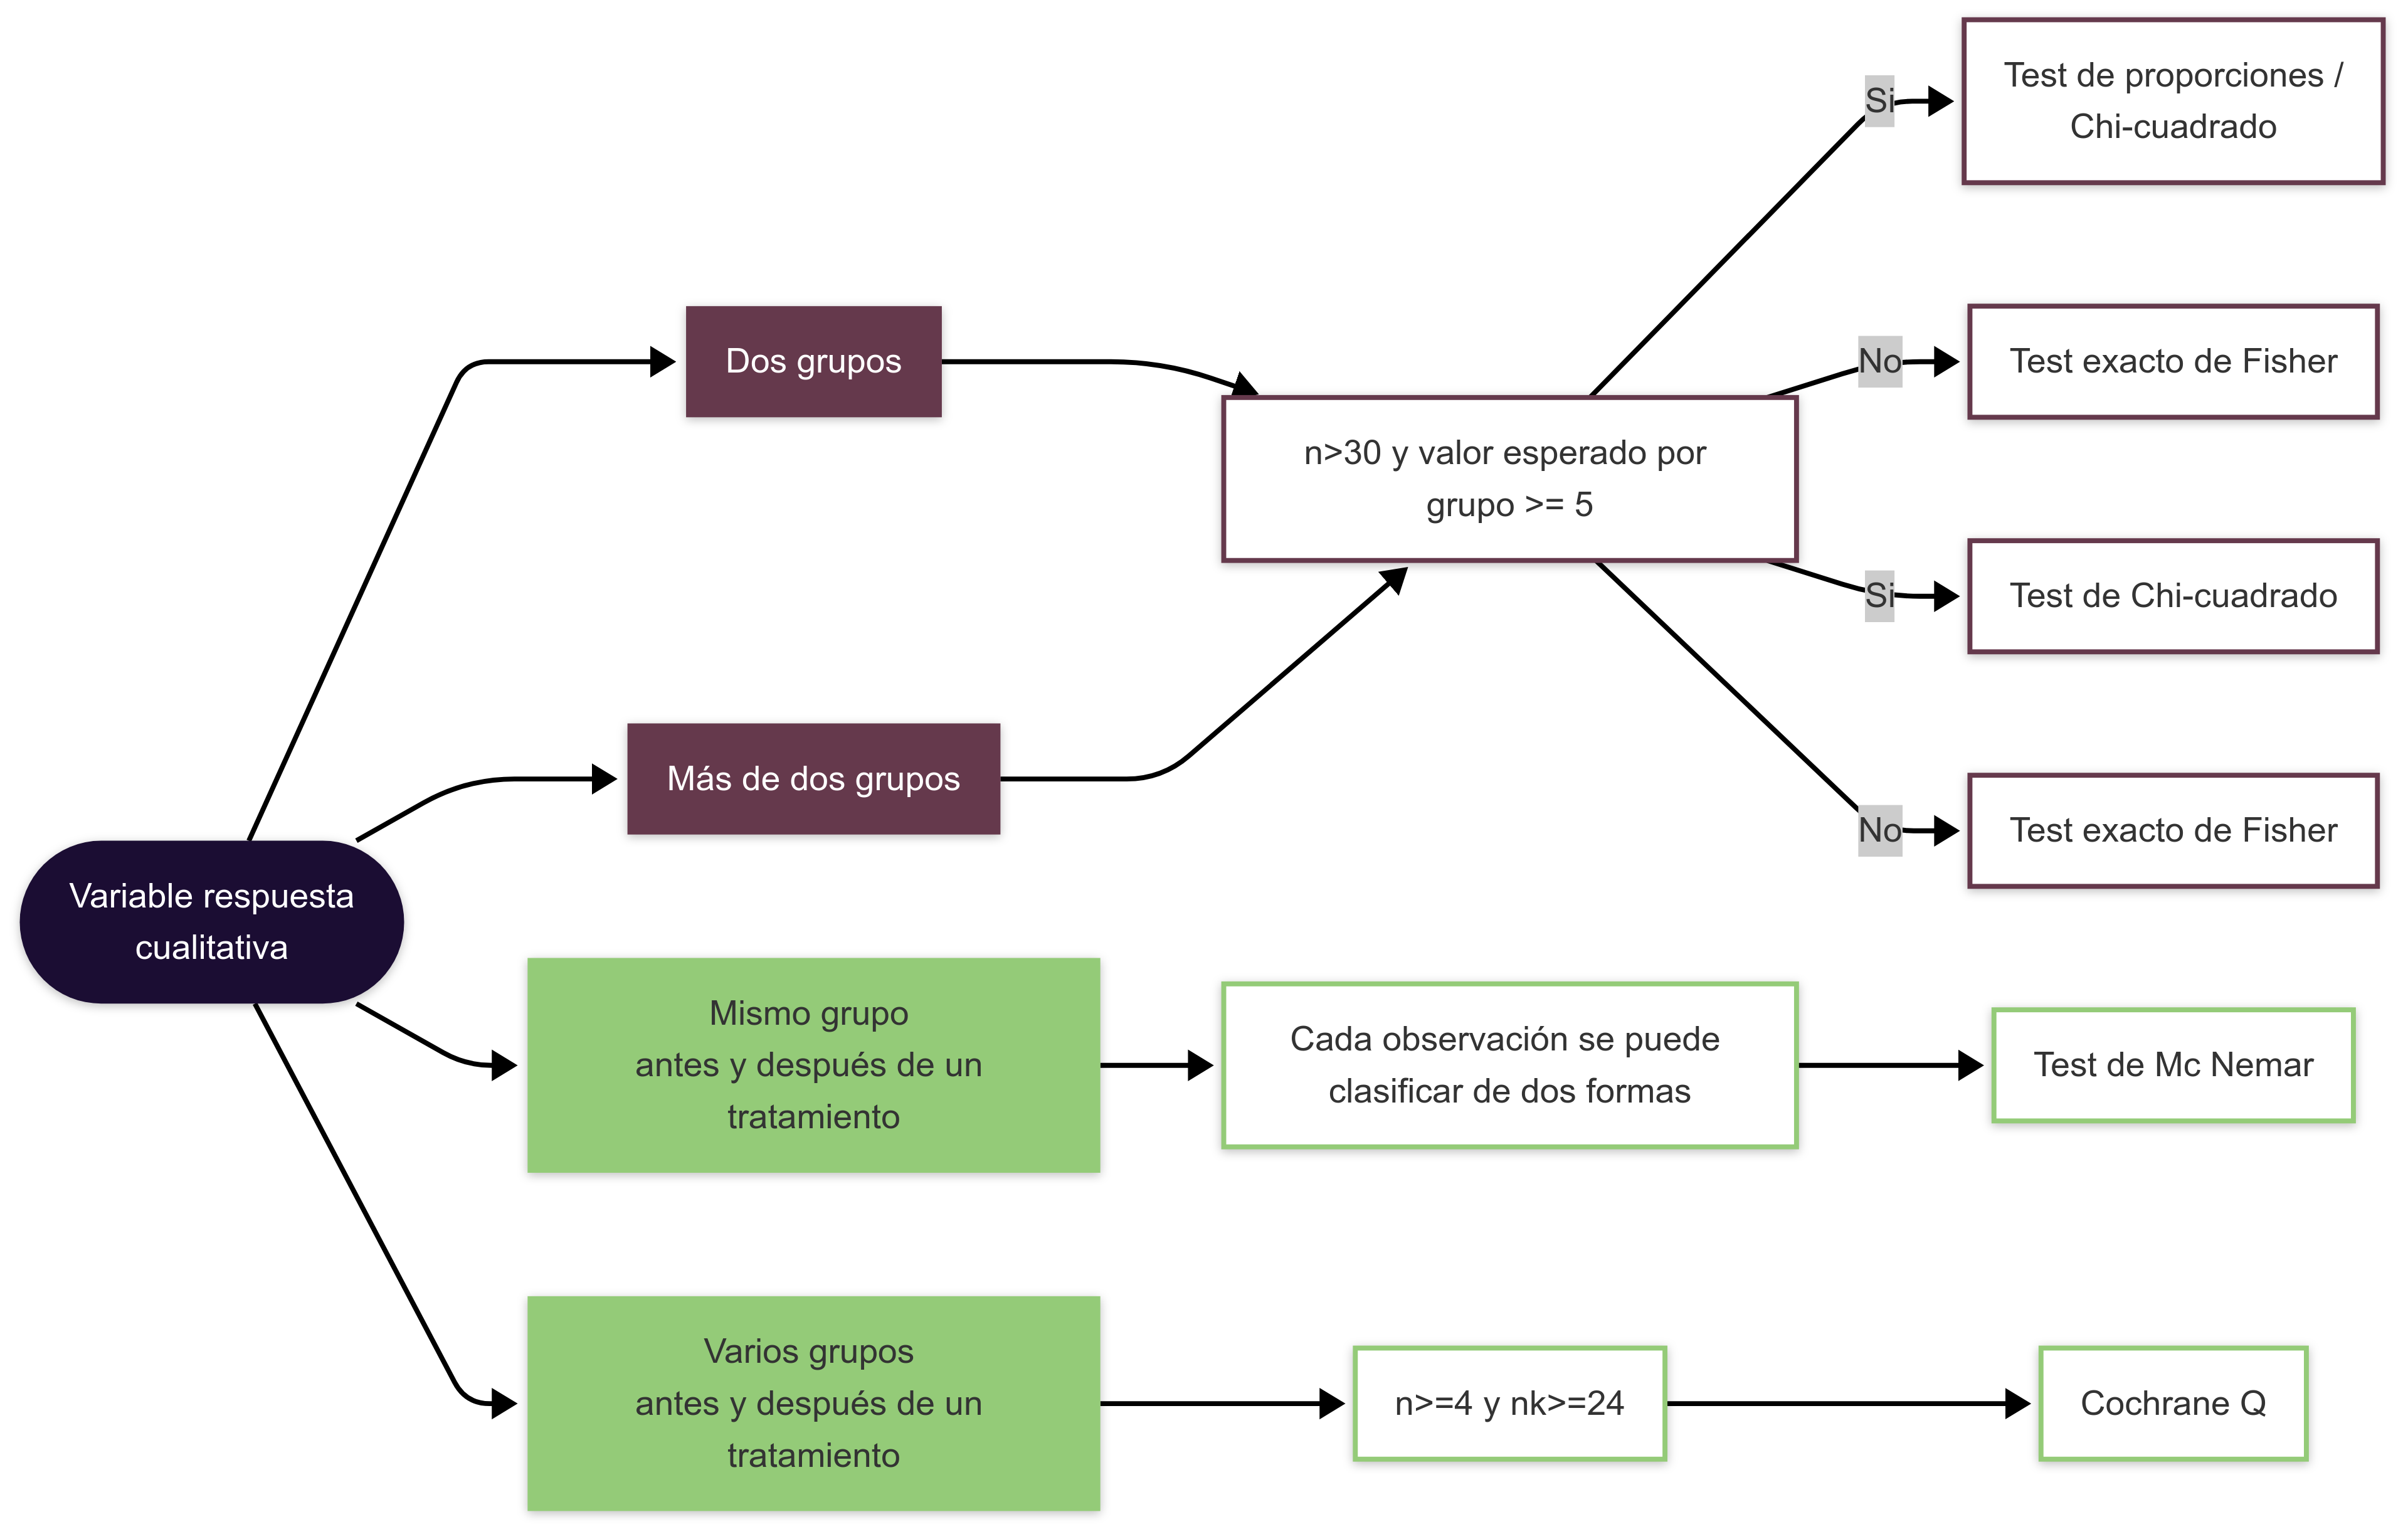 Variable respuesta
cualitativa
Dos grupos
Más de dos grupos
Mismo grupo
antes y después de un
tratamiento
Varios grupos
antes y después de un
tratamiento
n>30 y valor esperado por
grupo >= 5
Cada observación se puede
clasificar de dos formas
n>=4 y nk>=24
Si
No
Si
No
Test de proporciones /
Chi-cuadrado
Test exacto de Fisher
Test de Chi-cuadrado
Test exacto de Fisher
Test de Mc Nemar
Cochrane Q